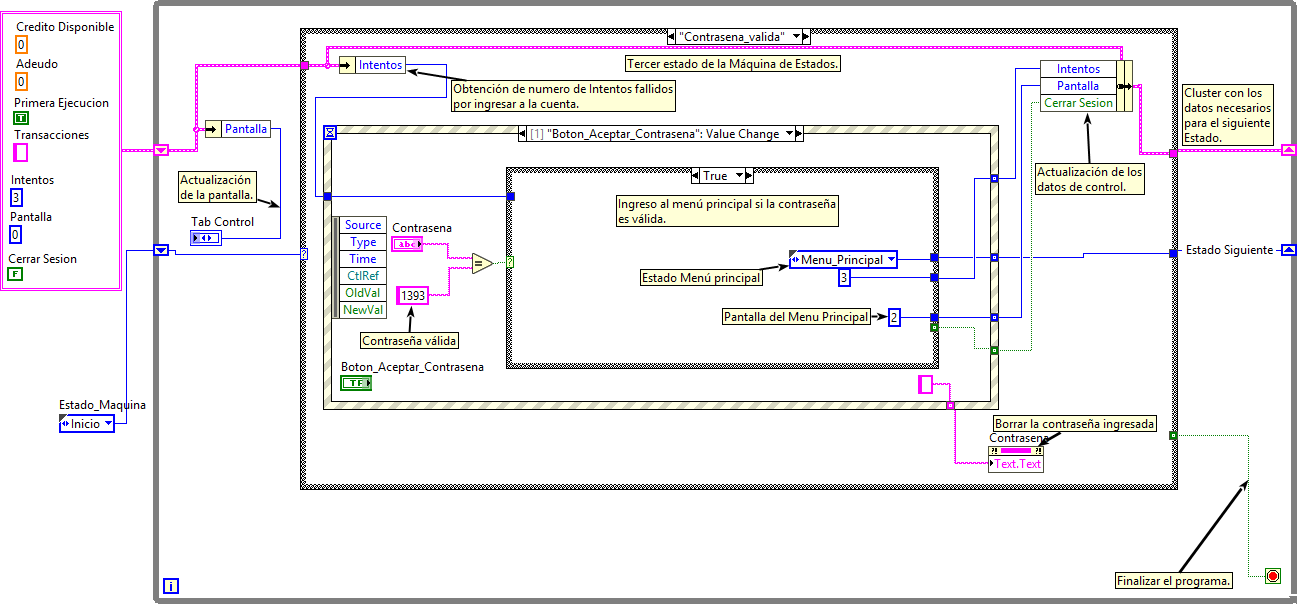 Credito Disponible
0
Adeudo
0
Primera Ejecucion
T
Transacciones
Intentos
3
Pantalla
0
Cerrar Sesion
F
Estado_Maquina
Inicio
Pantalla
Actualización
de la pantalla.
Tab Control
"Contrasena_valida"
Intentos
Obtención de numero de Intentos fallidos
por ingresar a la cuenta.
Tercer estado de la Máquina de Estados.
[1] "Boton_Aceptar_Contrasena": Value Change
Source
Type
Time
CtlRef
OldVal
NewVal
Contrasena
abc
=
1393
Contraseña válida
Boton_Aceptar_Contrasena
TF
?
?
True
Ingreso al menú principal si la contraseña
es válida.
Menu_Principal
Estado Menú principal
3
Pantalla del Menu Principal
2
Intentos
Pantalla
Cerrar Sesion
Actualización de los
datos de control.
Cluster con los
datos necesarios
para el siguiente
Estado.
Estado Siguiente
Borrar la contraseña ingresada
Contrasena
?! ?!
Text.Text
Finalizar el programa.
i